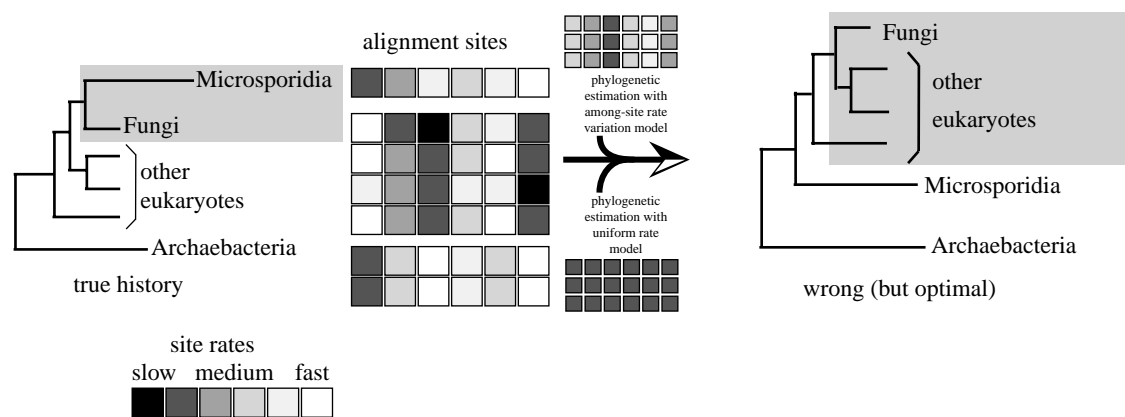 alignment sites
Microsporidia
Fungi
other
eukaryotes
Archaebacteria
true history
phylogenetic
estimation with
among-site rate
variation model
phylogenetic
estimation with
uniform rate
model
Fungi
other
eukaryotes
Microsporidia
Archaebacteria
wrong (but optimal)
site rates
slow medium fast